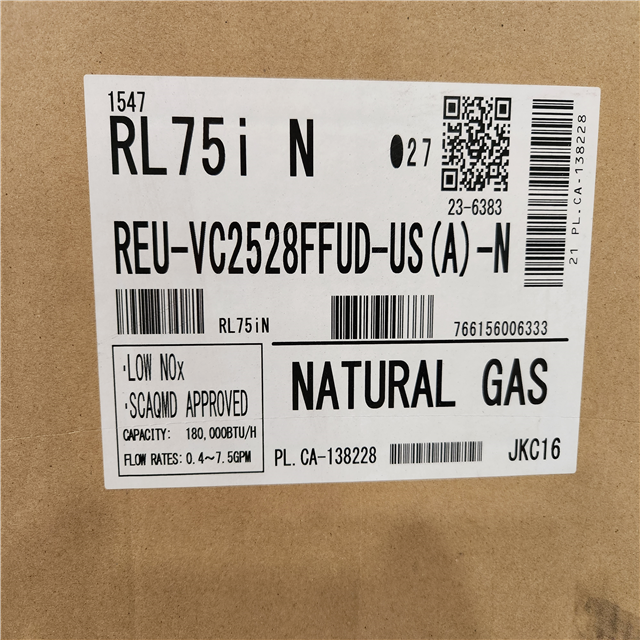 1547
RL75i N
27
23-6383
21 PL.CA-138228
REU-VC2528FFUD-US(A)-N
RL75iN
766156006333
·LOW NOx
·SCAQMD APPROVED
CAPACITY: 180,000BTU/H
FLOW RATES: 0.4～7.5GPM
NATURAL GAS
PL.CA-138228
JKC16